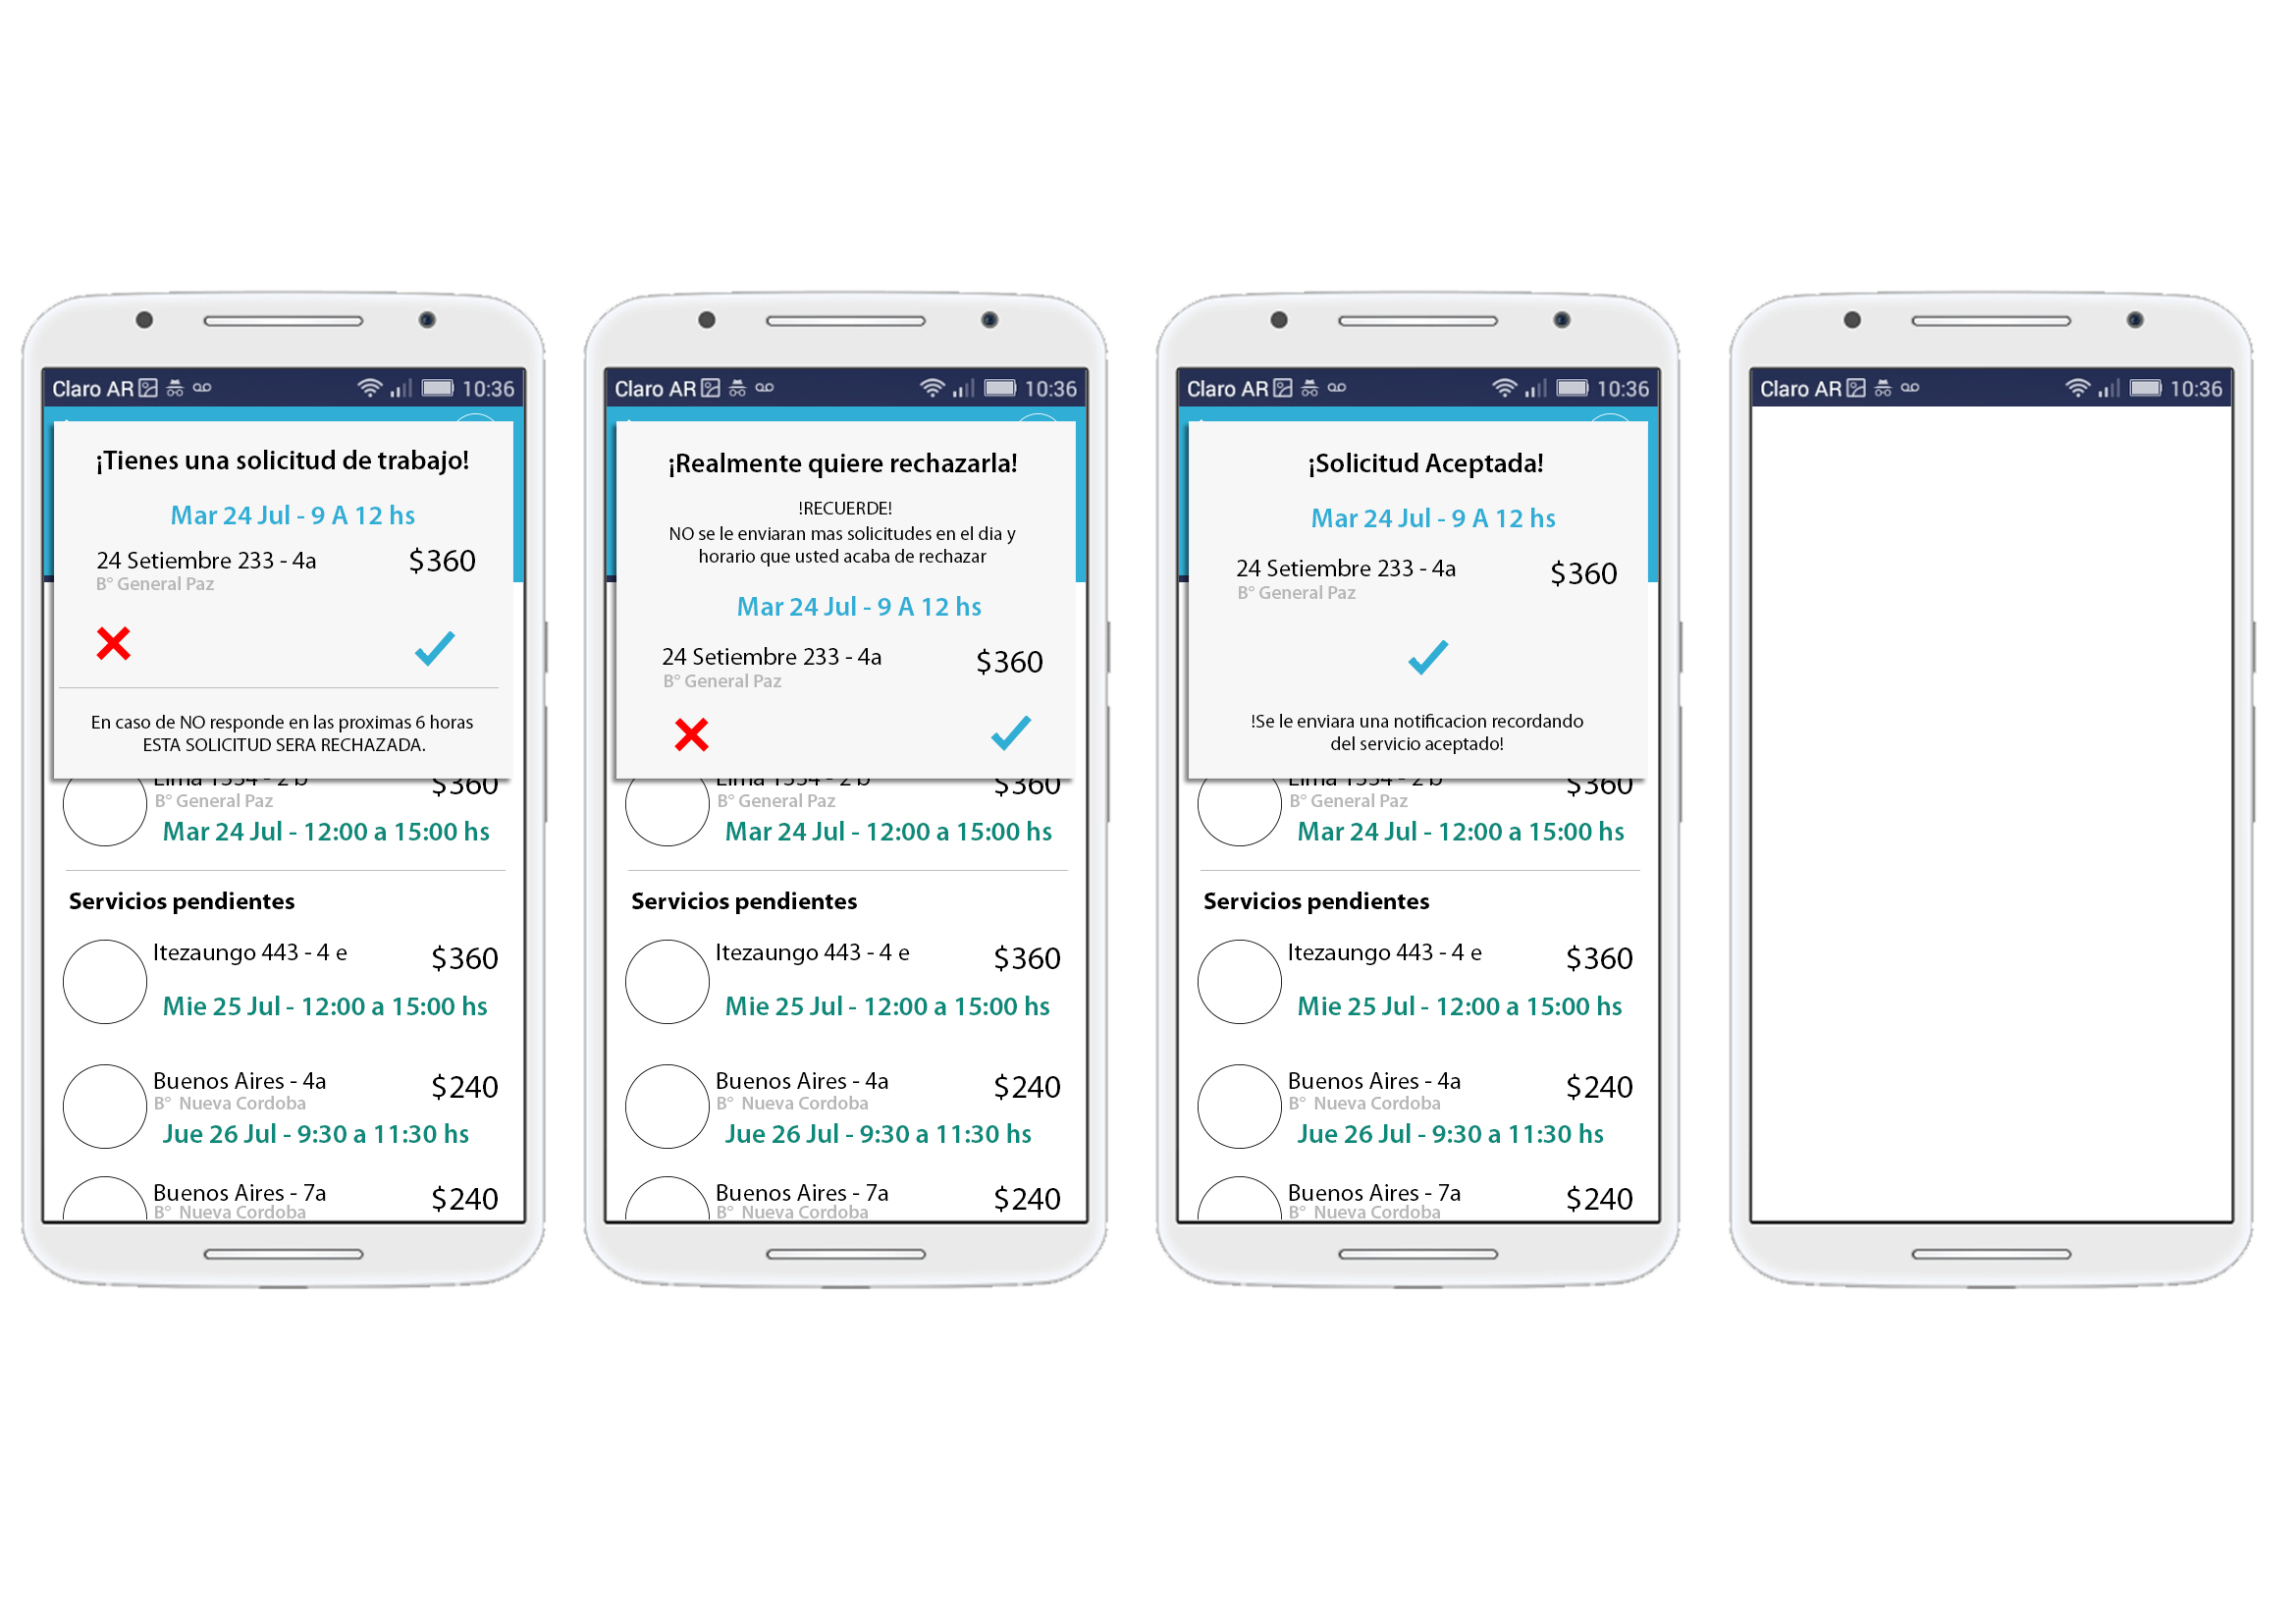 Claro AR 10:36
¡Tienes una solicitud de trabajo!
Mar 24 Jul - 9 A 12 hs
24 Setiembre 233 - 4a $360
B° General Paz
En caso de NO responde en las proximas 6 horas
ESTA SOLICITUD SERA RECHAZADA.
Lima 1334 - 2 b $360
B° General Paz
Mar 24 Jul - 12:00 a 15:00 hs
Servicios pendientes
Itezaungo 443 - 4 e $360
Mie 25 Jul - 12:00 a 15:00 hs
Buenos Aires - 4a $240
B° Nueva Cordoba
Jue 26 Jul - 9:30 a 11:30 hs
Buenos Aires - 7a $240
B° Nueva Cordoba
Claro AR 10:36
¡Realmente quiere rechazarla!
!RECUERDE!
NO se le enviaran mas solicitudes en el dia y
horario que usted acaba de rechazar
Mar 24 Jul - 9 A 12 hs
24 Setiembre 233 - 4a $360
B° General Paz
Lima 1334 - 2 b $360
B° General Paz
Mar 24 Jul - 12:00 a 15:00 hs
Servicios pendientes
Itezaungo 443 - 4 e $360
Mie 25 Jul - 12:00 a 15:00 hs
Buenos Aires - 4a $240
B° Nueva Cordoba
Jue 26 Jul - 9:30 a 11:30 hs
Buenos Aires - 7a $240
B° Nueva Cordoba
Claro AR 10:36
¡Solicitud Aceptada!
Mar 24 Jul - 9 A 12 hs
24 Setiembre 233 - 4a $360
B° General Paz
!Se le enviara una notificacion recordando
del servicio aceptado!
Lima 1334 - 2 b $360
B° General Paz
Mar 24 Jul - 12:00 a 15:00 hs
Servicios pendientes
Itezaungo 443 - 4 e $360
Mie 25 Jul - 12:00 a 15:00 hs
Buenos Aires - 4a $240
B° Nueva Cordoba
Jue 26 Jul - 9:30 a 11:30 hs
Buenos Aires - 7a $240
B° Nueva Cordoba
Claro AR 10:36